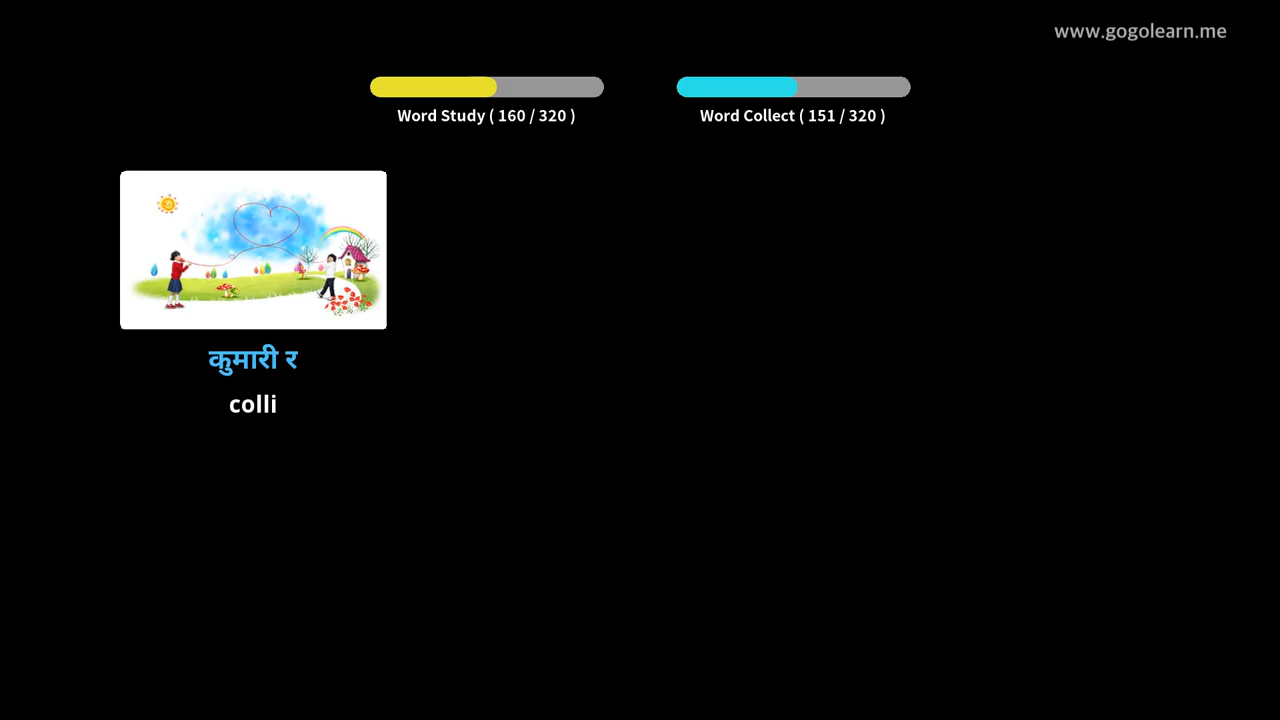 www.gogolearn.me
Word Study ( 160 / 320 )
Word Collect ( 151 / 320 )
कुमारी र
colli